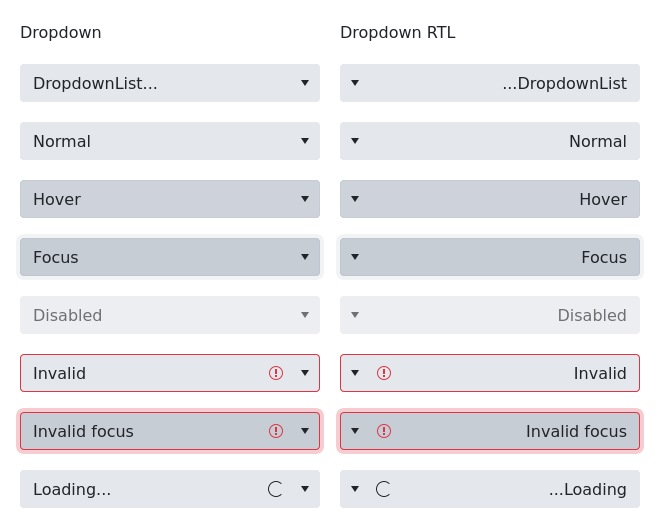 Dropdown
DropdownList...
Normal
Hover
Focus
Disabled
Invalid
Invalid focus
Loading...
Dropdown RTL
...DropdownList
Normal
Hover
Focus
Disabled
Invalid
Invalid focus
...Loading